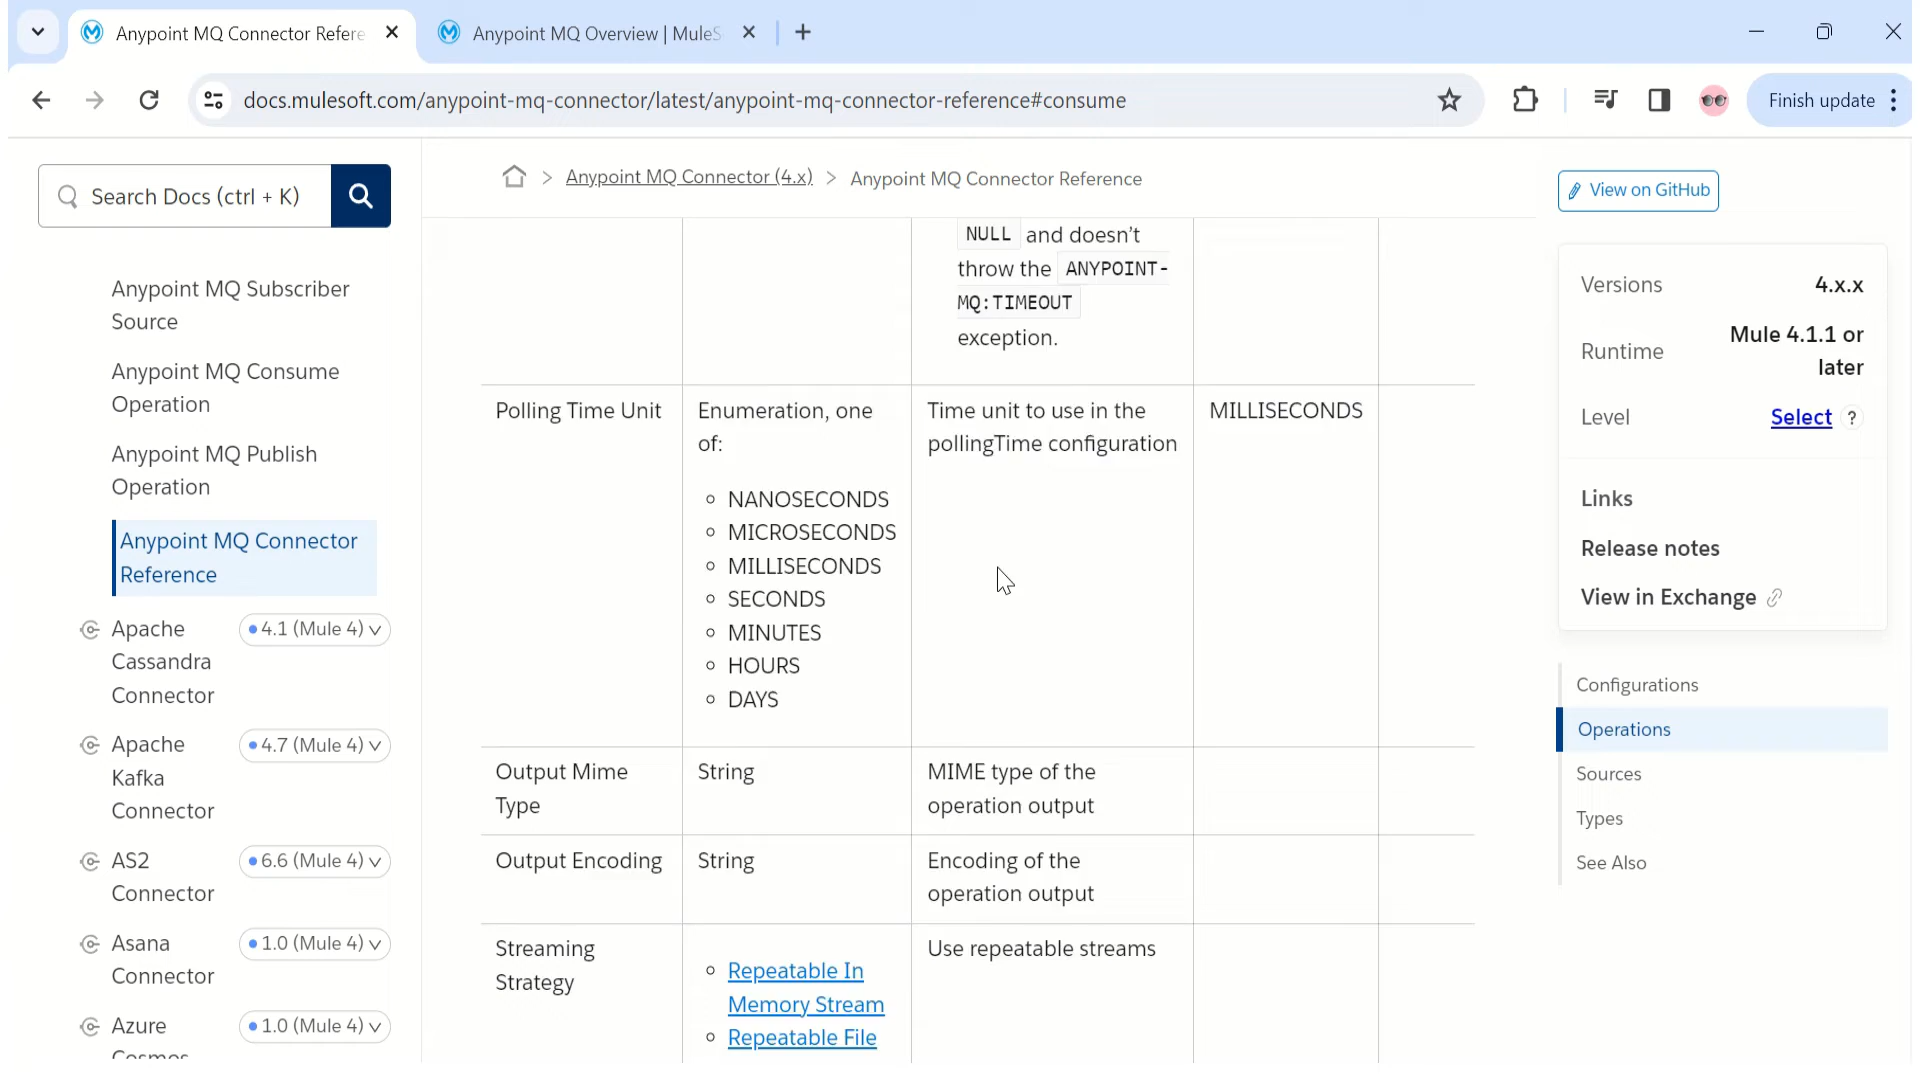 Anypoint MQ Connector Refere
Anypoint MQ Overview | MuleS
docs.mulesoft.com/anypoint-mq-connector/latest/anypoint-mq-connector-reference#consume
Finish update
Search Docs (ctrl + K)
Anypoint MQ Subscriber
Source
Anypoint MQ Consume
Operation
Anypoint MQ Publish
Operation
Anypoint MQ Connector
Reference
Apache
Cassandra
Connector
4.1 (Mule 4)
Apache
Kafka
Connector
4.7 (Mule 4)
AS2
Connector
6.6 (Mule 4)
Asana
Connector
1.0 (Mule 4)
Azure
Cosmos
1.0 (Mule 4)
> Anypoint MQ Connector (4.x) > Anypoint MQ Connector Reference
NULL and doesn’t
throw the ANYPOINT-
MQ:TIMEOUT
exception.
Polling Time Unit
Enumeration, one
of:
NANOSECONDS
MICROSECONDS
MILLISECONDS
SECONDS
MINUTES
HOURS
DAYS
Time unit to use in the
pollingTime configuration
MILLISECONDS
Output Mime
Type
String
MIME type of the
operation output
Output Encoding
String
Encoding of the
operation output
Streaming
Strategy
Repeatable In
Memory Stream
Repeatable File
Use repeatable streams
View on GitHub
Versions 4.x.x
Runtime Mule 4.1.1 or
later
Level Select ?
Links
Release notes
View in Exchange
Configurations
Operations
Sources
Types
See Also